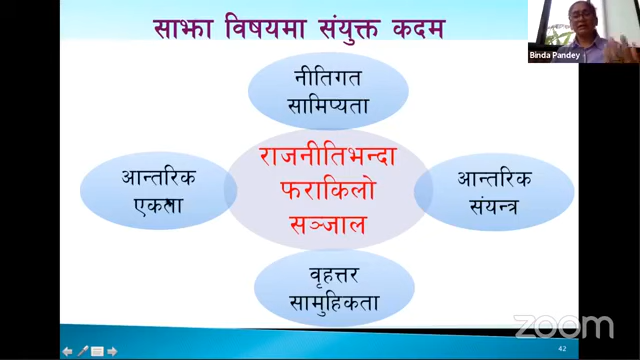 साझा विषयमा संयुक्त कदम
Binda Pandey
नीतिगत
सामिप्यता
आन्तरिक
एकता
राजनीतिभन्दा
फराकिलो
सञ्जाल
आन्तरिक
संयन्त्र
वृहत्तर
सामुहिकता
zoom
42